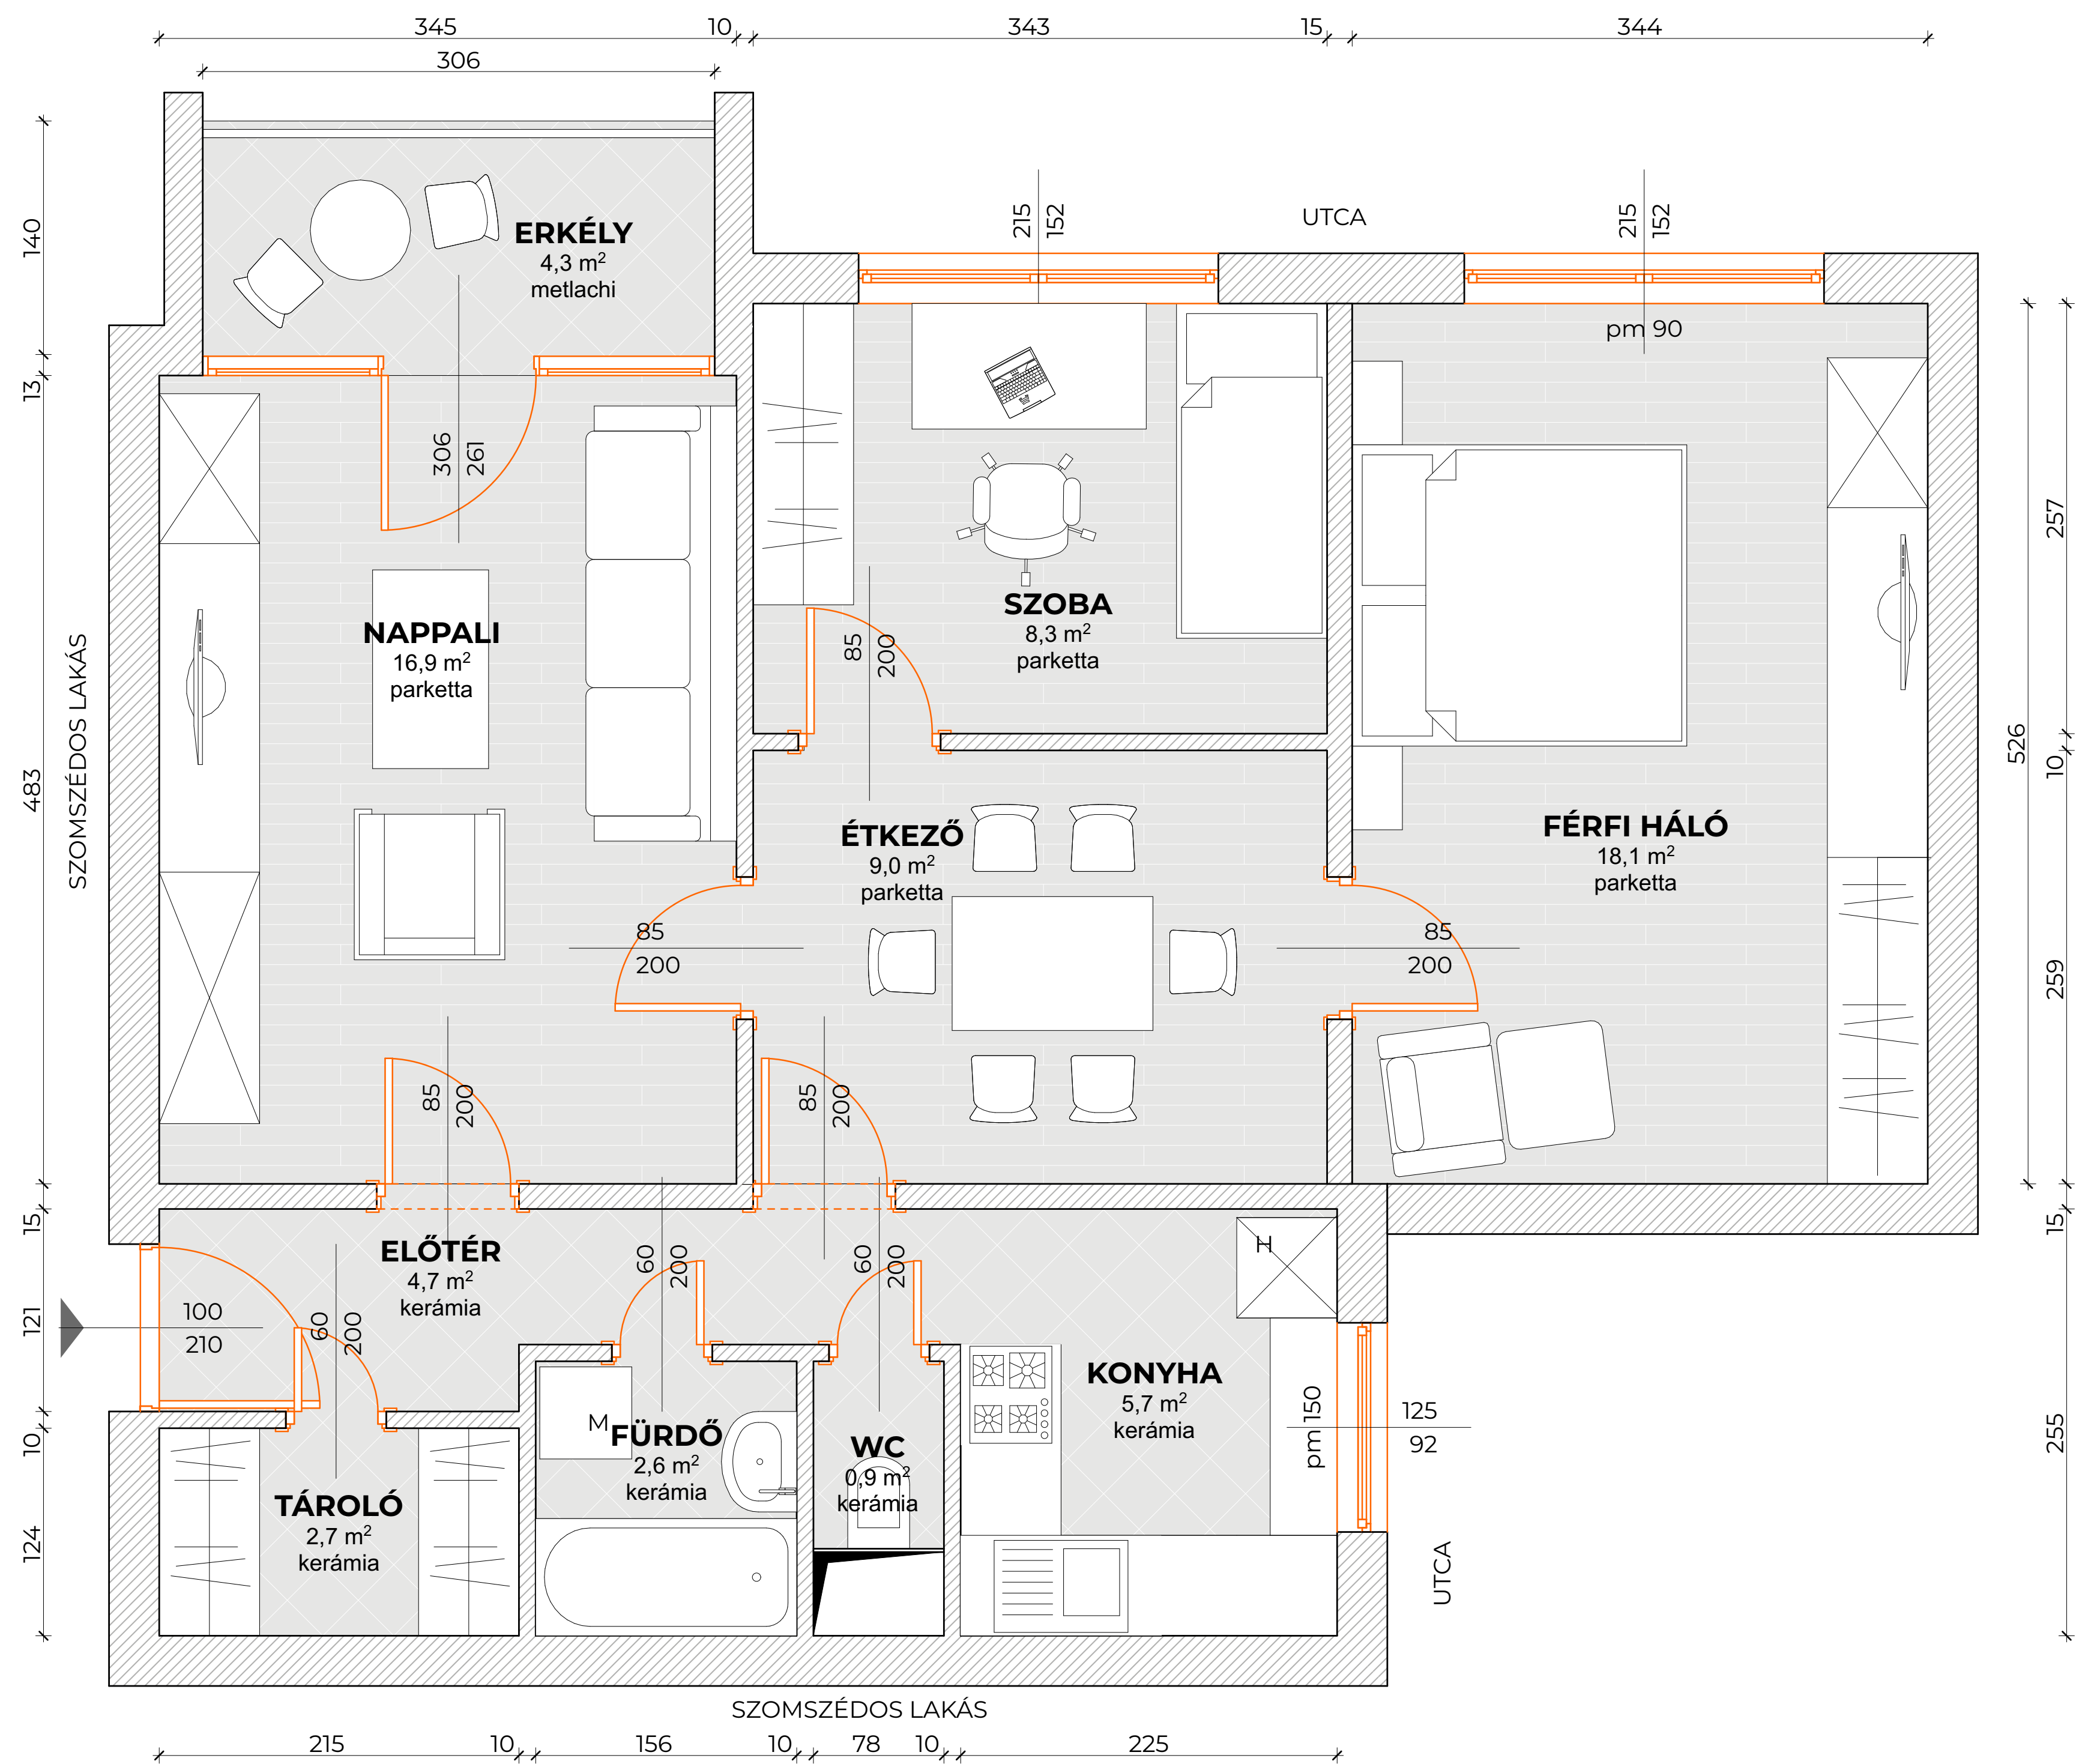 345
10
343
15
344
306
140
13
483
15
121
10
124
SZOMSZÉDOS LAKÁS
ERKÉLY
4,3 m²
metlachi
215
152
UTCA
215
152
pm 90
306
261
NAPPALI
16,9 m²
parketta
SZOBA
8,3 m²
parketta
85
200
ÉTKEZŐ
9,0 m²
parketta
FÉRFI HÁLÓ
18,1 m²
parketta
85
200
85
200
85
200
85
200
526
257
10
259
15
255
ELŐTÉR
4,7 m²
kerámia
100
210
60
200
60
200
60
200
H
KONYHA
5,7 m²
kerámia
pm 150
125
92
M
FÜRDŐ
2,6 m²
kerámia
WC
0,9 m²
kerámia
TÁROLÓ
2,7 m²
kerámia
UTCA
SZOMSZÉDOS LAKÁS
215
10
156
10
78
10
225